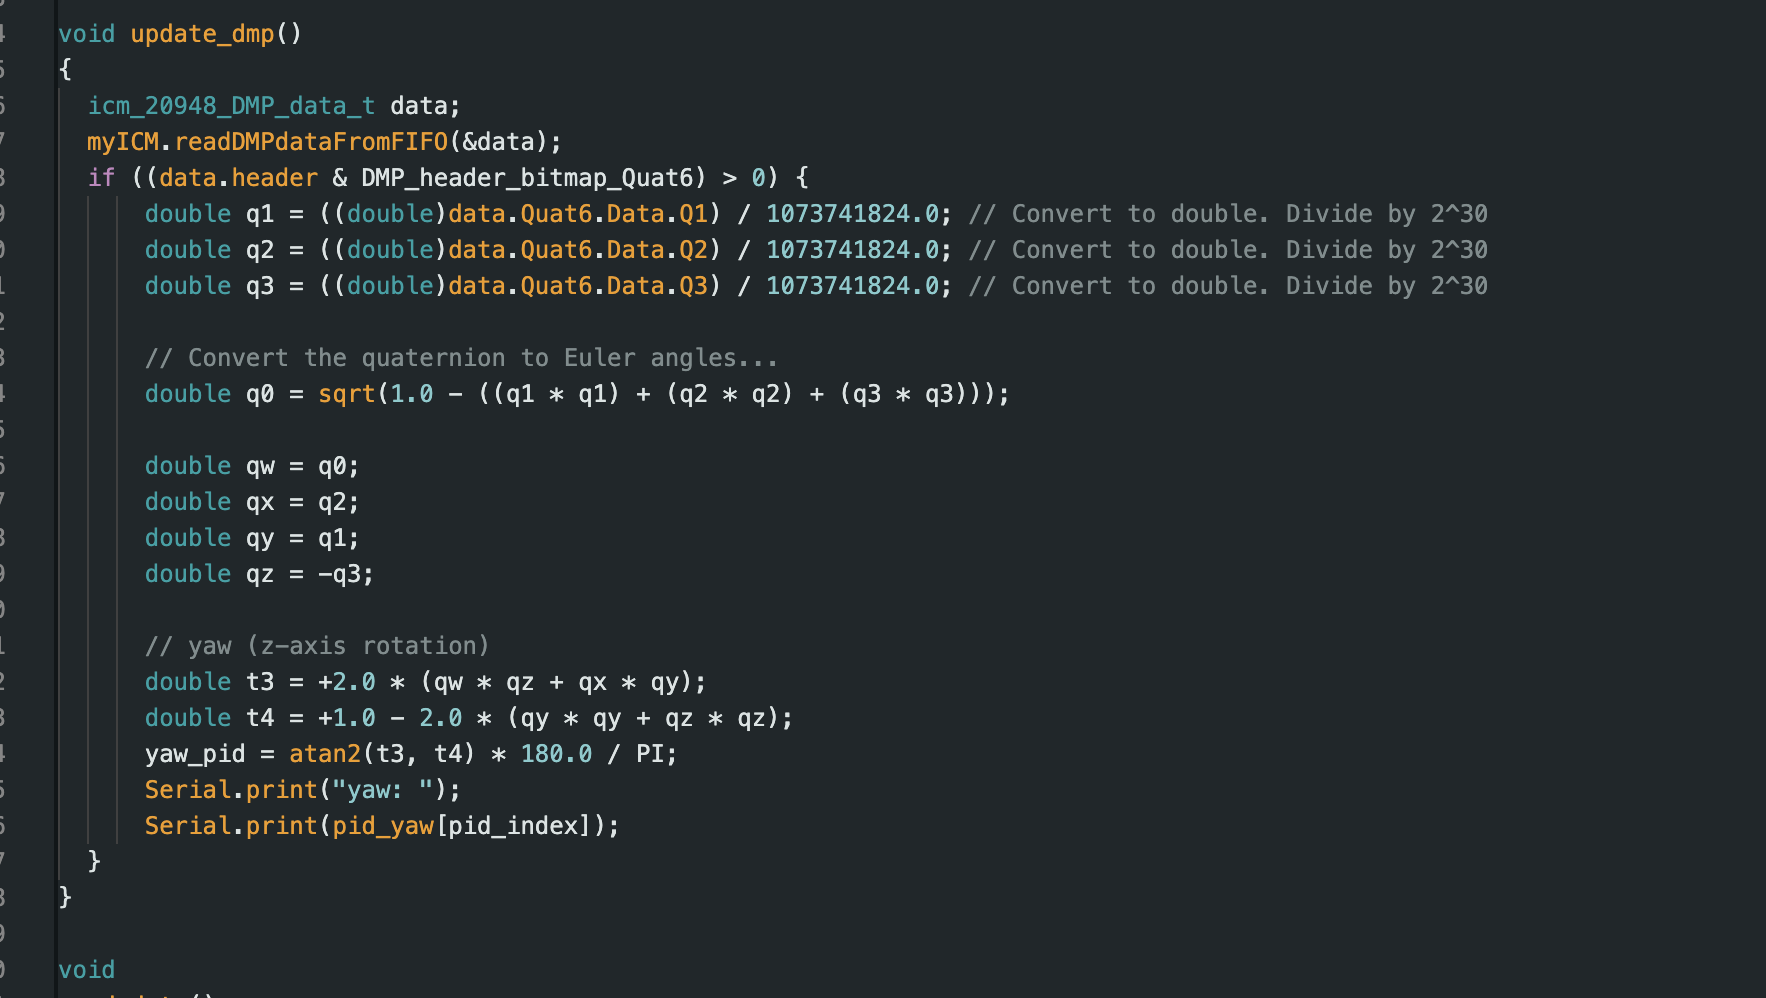 void update_dmp()
{
icm_20948_DMP_data_t data;
myICM.readDMPdataFromFIFO(&data);
if ((data.header & DMP_header_bitmap_Quat6) > 0) {
double q1 = ((double)data.Quat6.Data.Q1) / 1073741824.0; // Convert to double. Divide by 2^30
double q2 = ((double)data.Quat6.Data.Q2) / 1073741824.0; // Convert to double. Divide by 2^30
double q3 = ((double)data.Quat6.Data.Q3) / 1073741824.0; // Convert to double. Divide by 2^30
// Convert the quaternion to Euler angles...
double q0 = sqrt(1.0 - ((q1 * q1) + (q2 * q2) + (q3 * q3)));
double qw = q0;
double qx = q2;
double qy = q1;
double qz = -q3;
// yaw (z-axis rotation)
double t3 = +2.0 * (qw * qz + qx * qy);
double t4 = +1.0 - 2.0 * (qy * qy + qz * qz);
yaw_pid = atan2(t3, t4) * 180.0 / PI;
Serial.print("yaw: ");
Serial.print(pid_yaw[pid_index]);
}
}
void